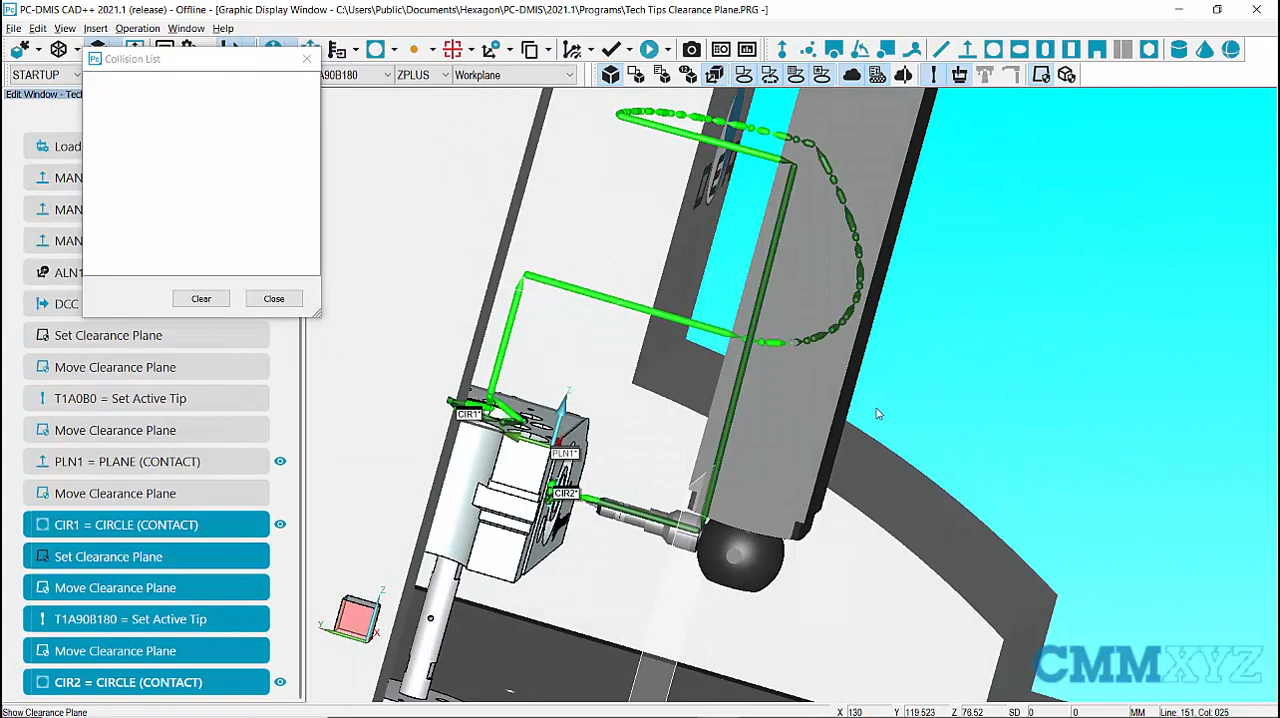 PC-DMIS CAD++ 2021.1 (release) - Offline - [Graphic Display Window - C:\Users\Public\Documents\Hexagon\PC-DMIS\2021.1\Programs\Tech Tips Clearance Plane.PRG -]
File Edit View Insert Operation Window Help
STARTUP A90B180 ZPLUS Workplane
Edit Window - Tec
Collision List
Load
MAN
MAN
MAN
ALN1
DCC
Clear Close
Set Clearance Plane
Move Clearance Plane
T1A0B0 = Set Active Tip
Move Clearance Plane
PLN1 = PLANE (CONTACT)
Move Clearance Plane
CIR1 = CIRCLE (CONTACT)
Set Clearance Plane
Move Clearance Plane
T1A90B180 = Set Active Tip
Move Clearance Plane
CIR2 = CIRCLE (CONTACT)
Z
CIR1*
PLN1*
CIR2*
Z
Y
X
CMMXYZ
Show Clearance Plane X 130 Y 119.523 Z 76.52 SD 0 0 MM Line: 151, Col: 025